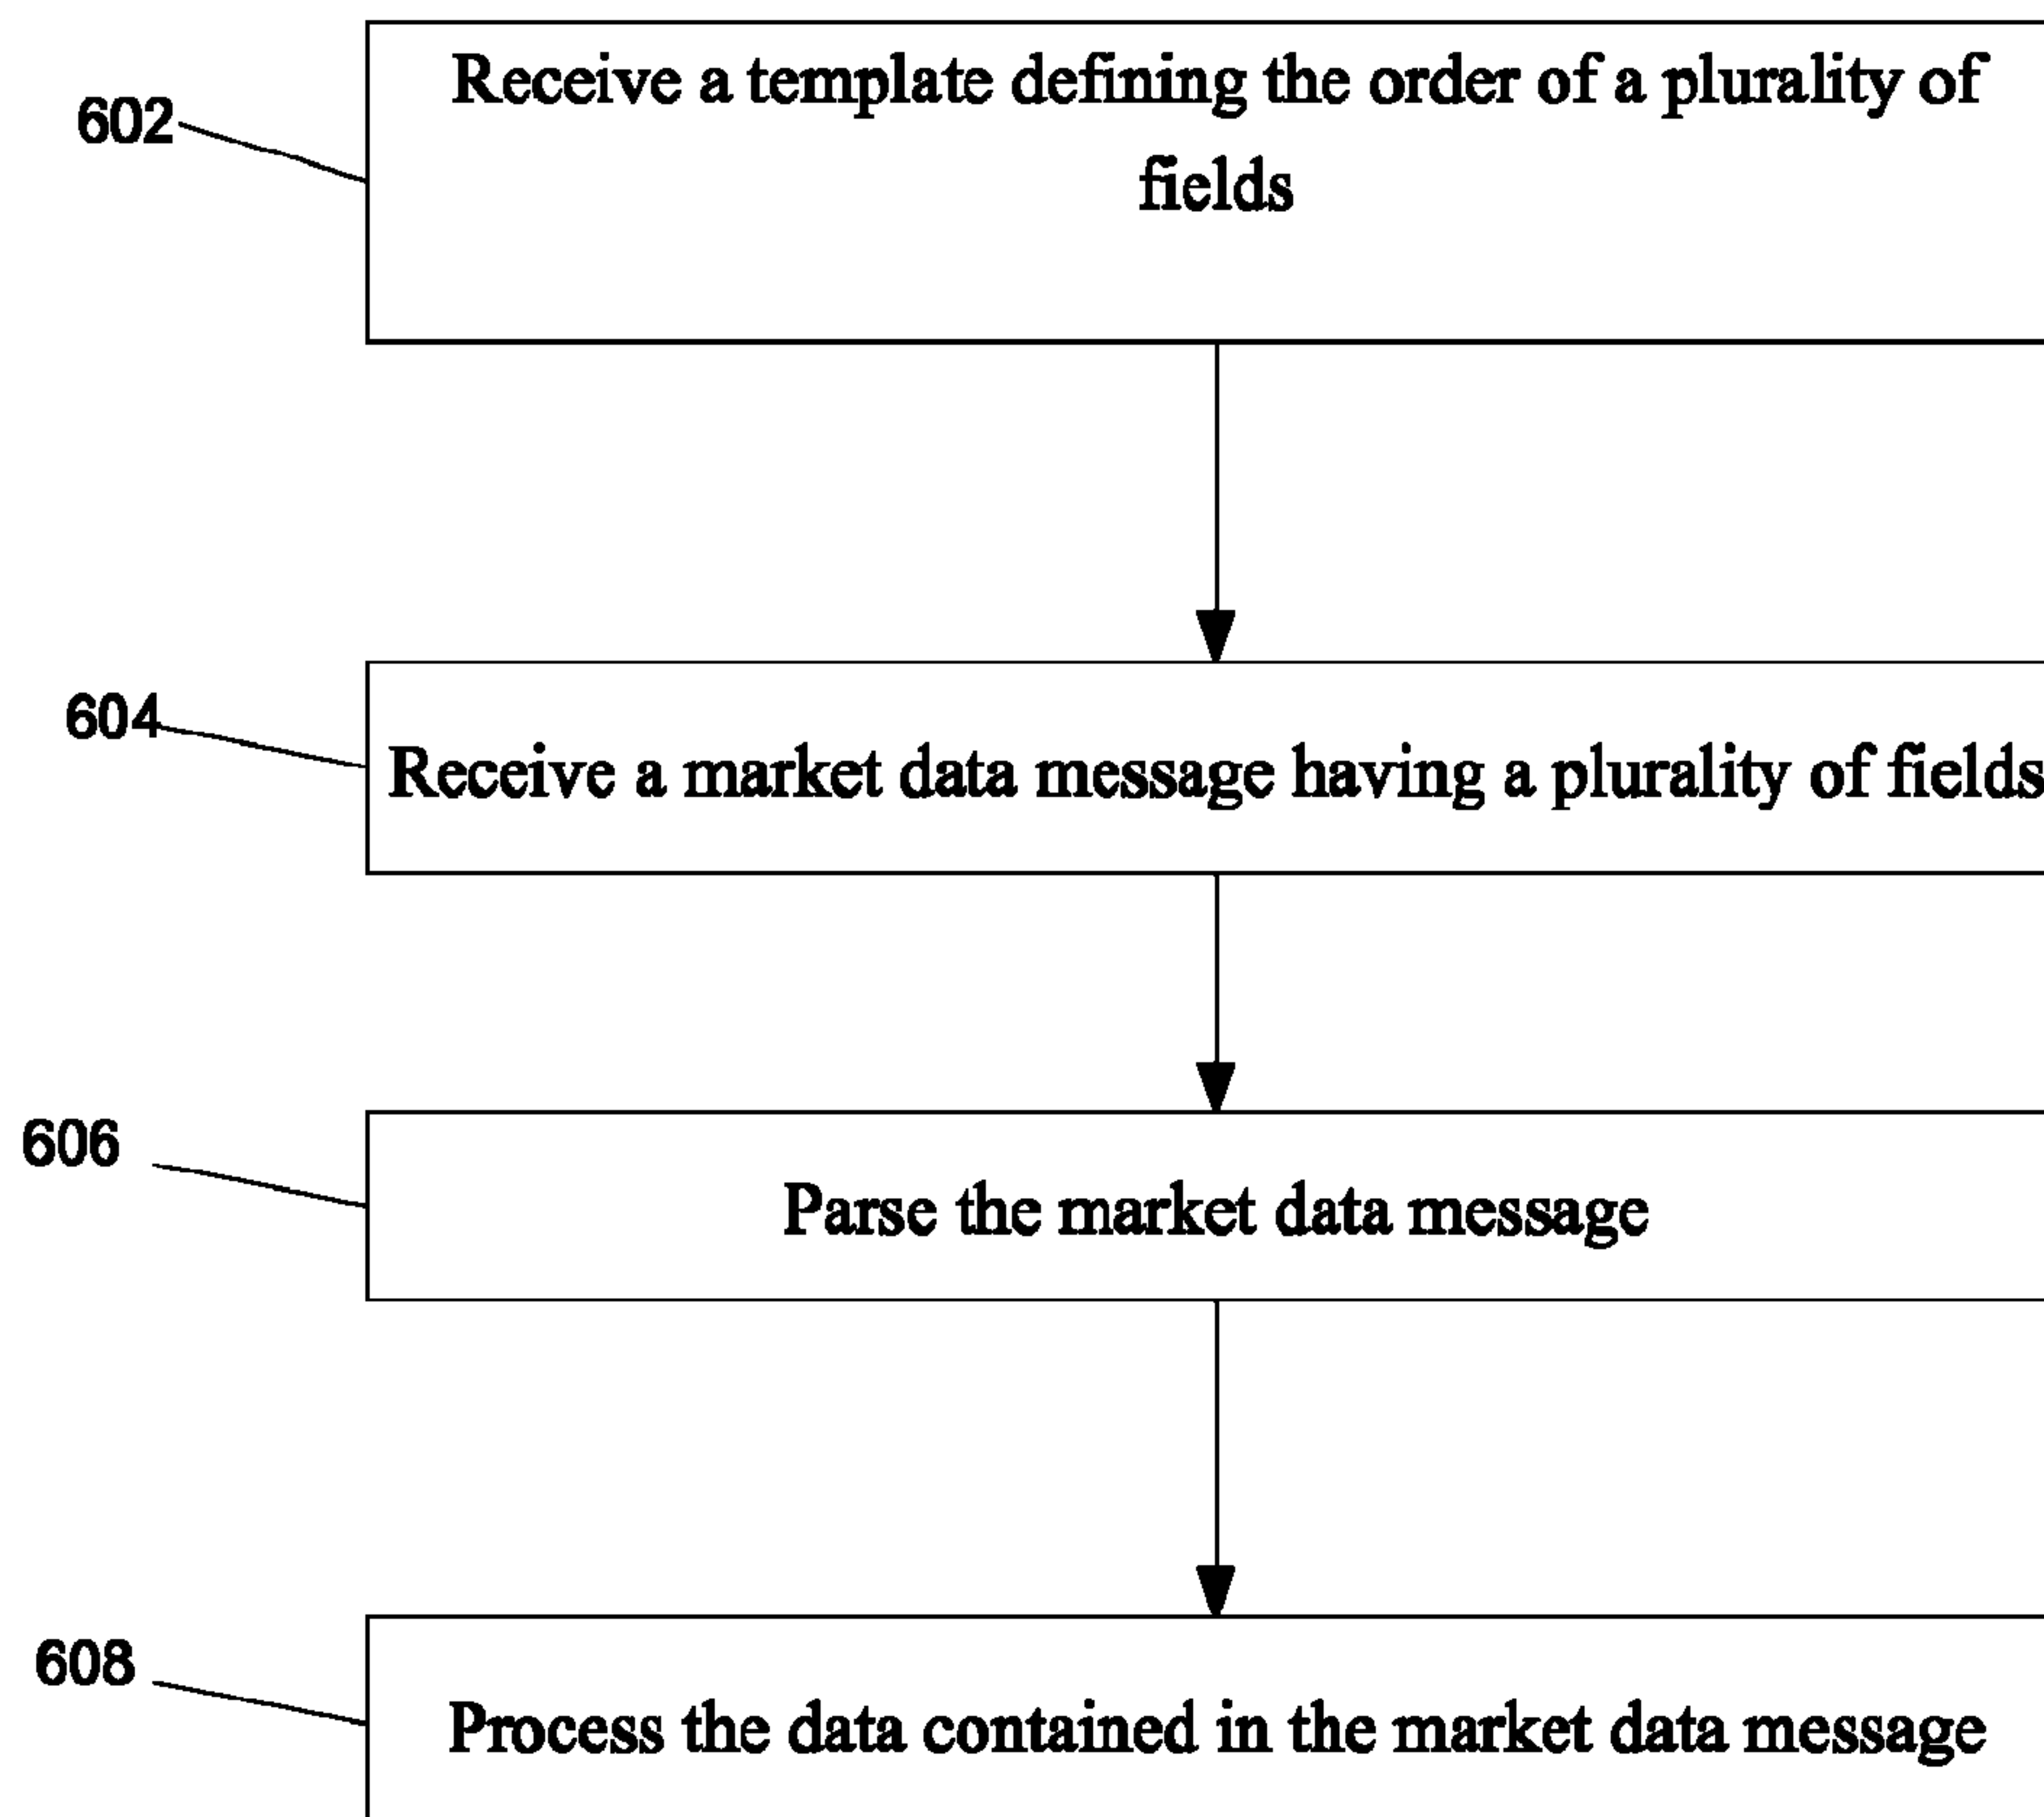 602
Receive a template defining the order of a plurality of
fields
604
Receive a market data message having a plurality of fields
606
Parse the market data message
608
Process the data contained in the market data message